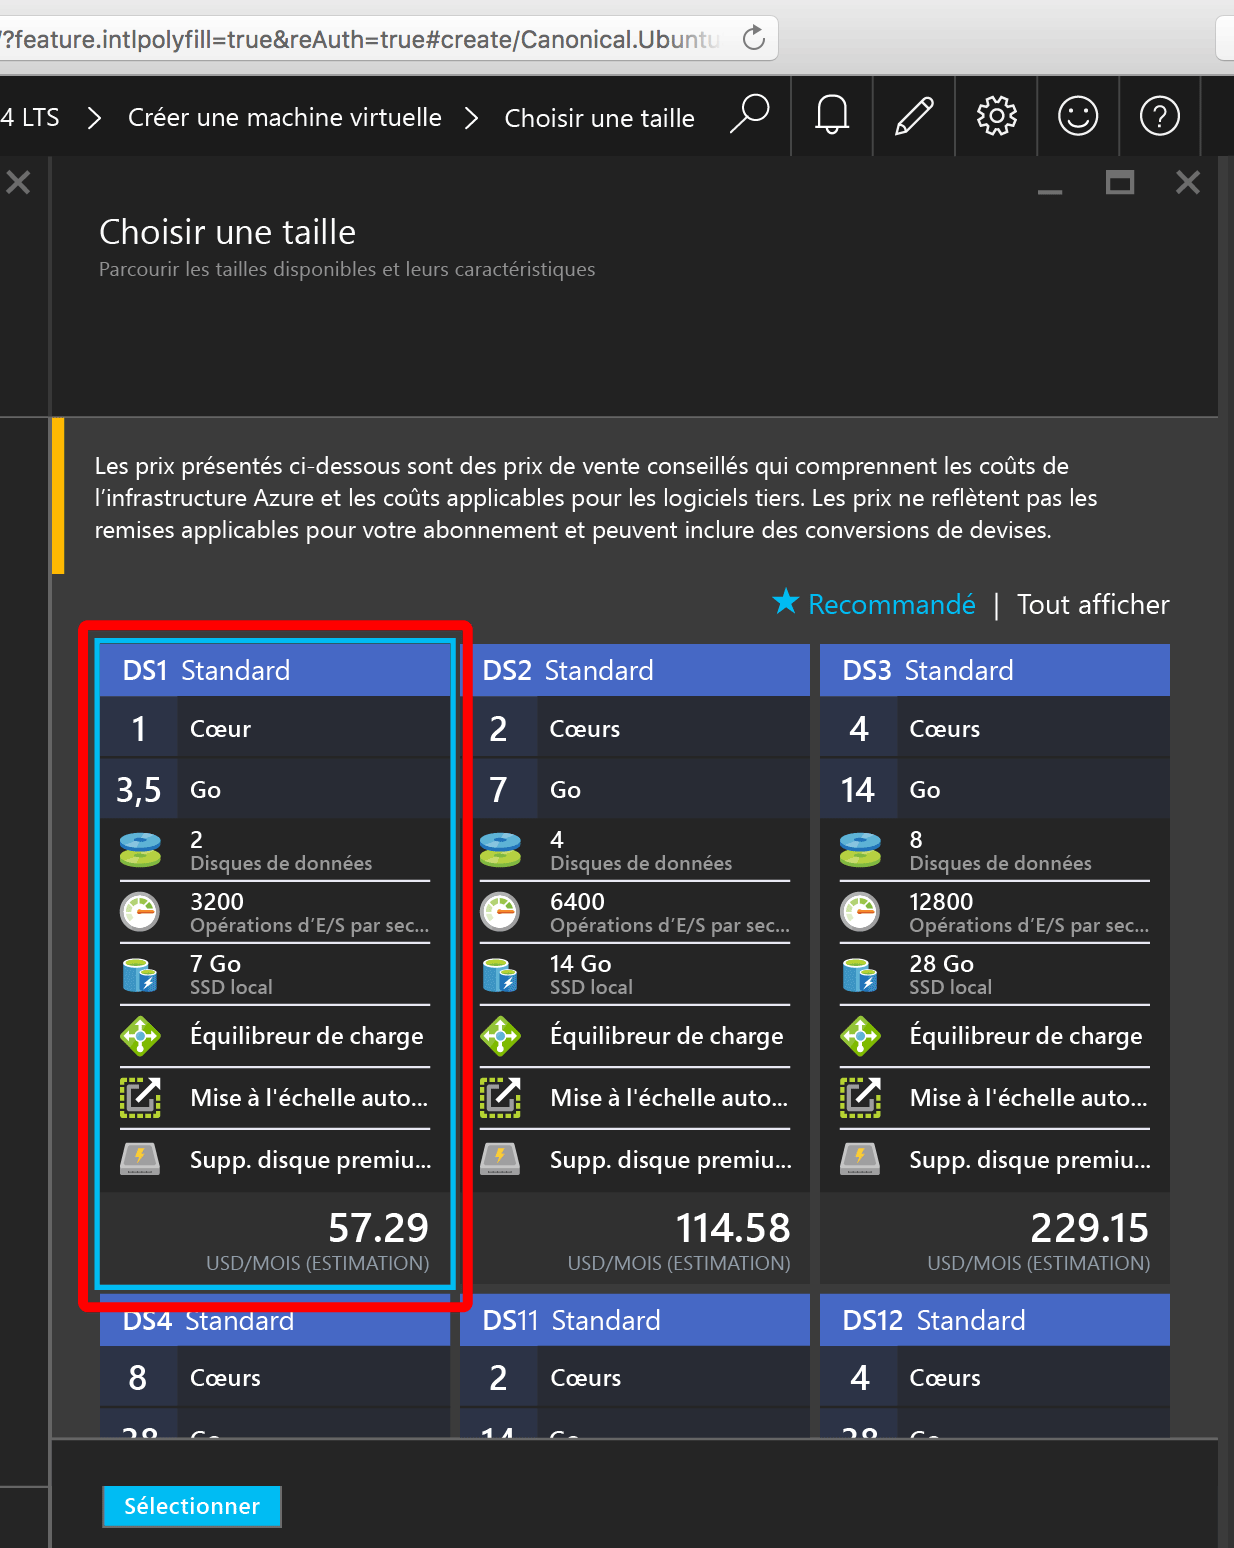 /?feature.intlpolyfill=true&reAuth=true#create/Canonical.Ubuntu
4 LTS > Créer une machine virtuelle > Choisir une taille
Choisir une taille
Parcourir les tailles disponibles et leurs caractéristiques
Les prix présentés ci-dessous sont des prix de vente conseillés qui comprennent les coûts de
l’infrastructure Azure et les coûts applicables pour les logiciels tiers. Les prix ne reflètent pas les
remises applicables pour votre abonnement et peuvent inclure des conversions de devises.
★ Recommandé | Tout afficher
DS1 Standard
1 Cœur
3,5 Go
2
Disques de données
3200
Opérations d’E/S par sec...
7 Go
SSD local
Équilibreur de charge
Mise à l'échelle auto...
Supp. disque premiu...
57.29
USD/MOIS (ESTIMATION)
DS2 Standard
2 Cœurs
7 Go
4
Disques de données
6400
Opérations d’E/S par sec...
14 Go
SSD local
Équilibreur de charge
Mise à l'échelle auto...
Supp. disque premiu...
114.58
USD/MOIS (ESTIMATION)
DS3 Standard
4 Cœurs
14 Go
8
Disques de données
12800
Opérations d’E/S par sec...
28 Go
SSD local
Équilibreur de charge
Mise à l'échelle auto...
Supp. disque premiu...
229.15
USD/MOIS (ESTIMATION)
DS4 Standard
8 Cœurs
28 Go
DS11 Standard
2 Cœurs
14 Go
DS12 Standard
4 Cœurs
28 Go
Sélectionner